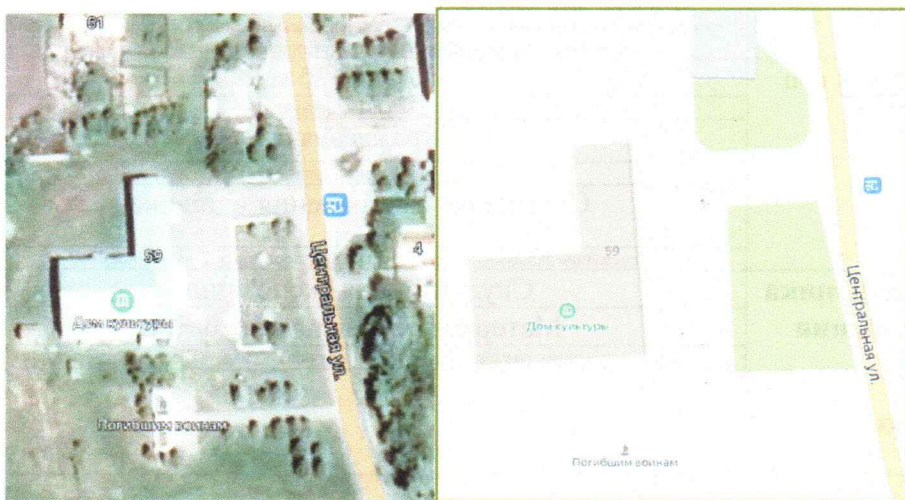 61
59
4
Центральная ул.
Дом культуры
Погибшим воинам
59
Центральная ул.
Дом культуры
Погибшим воинам